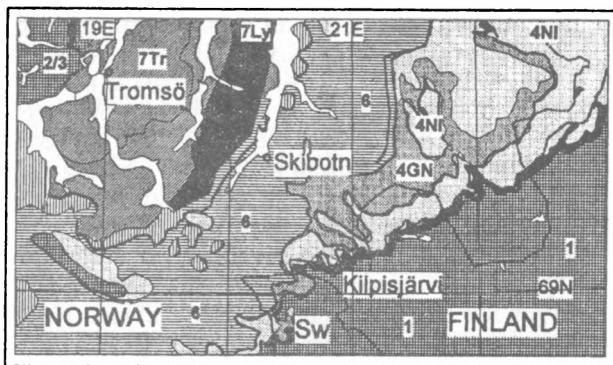 19E 7Ly 21E 4NI
2/3 7Tr
Tromsö 6
4NI
Skibotn 4GN
6 1
Kilpisjärvi 69N
NORWAY 6 Sw 1 FINLAND